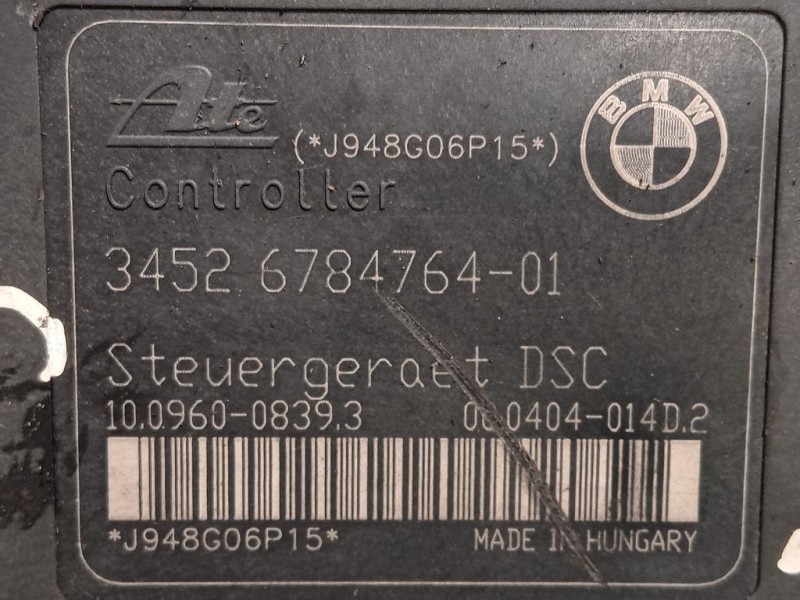 Ate
(*J948G06P15*)
BMW
Controller
3452 6784764-01
Steuergeraet DSC
10.0960-0839.3 00.0404-014D.2
*J948G06P15* MADE IN HUNGARY